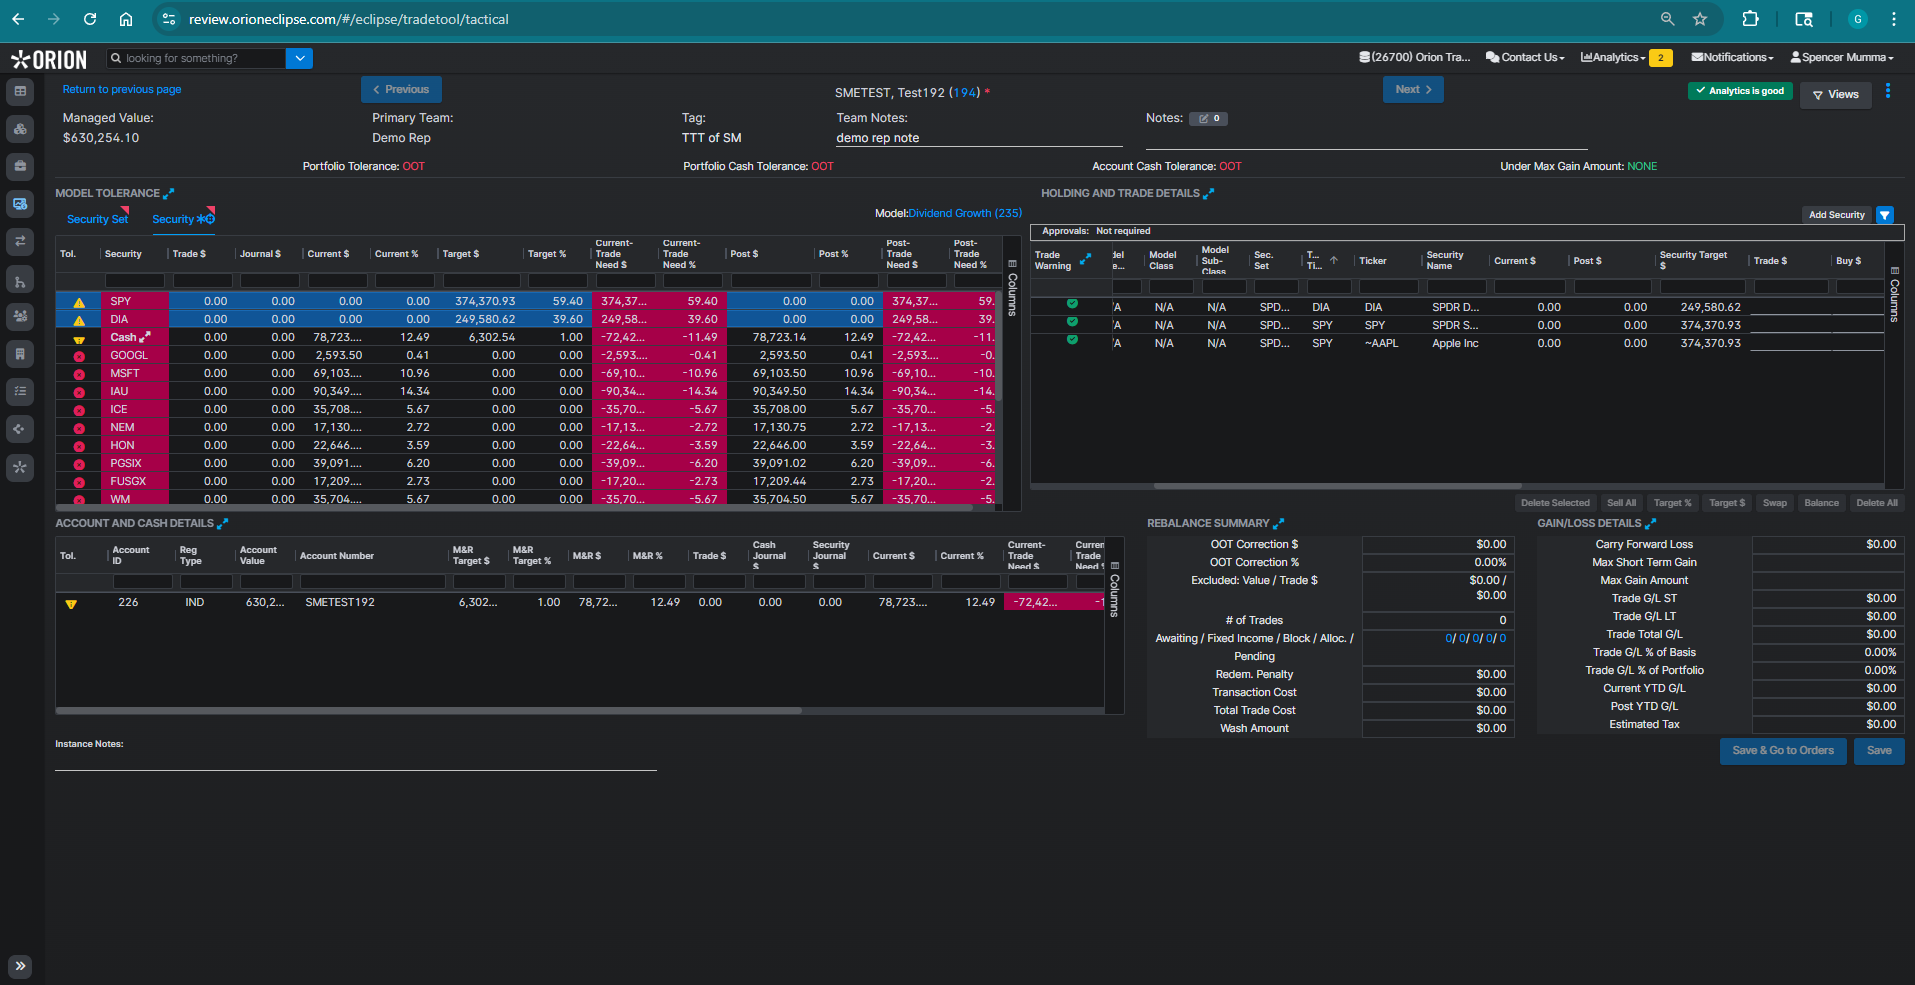 review.orioneclipse.com/#/eclipse/tradetool/tactical
G
ORION
looking for something?
(26700) Orion Tra...
Contact Us
Analytics
2
Notifications
Spencer Mumma
Return to previous page
Previous
SMETEST, Test192 (194) *
Next
Analytics is good
Views
Managed Value:
$630,254.10
Primary Team:
Demo Rep
Tag:
TTT of SM
Team Notes:
demo rep note
Notes: 0
Portfolio Tolerance: OOT
Portfolio Cash Tolerance: OOT
Account Cash Tolerance: OOT
Under Max Gain Amount: NONE
MODEL TOLERANCE
Security Set
Security
Model:Dividend Growth (235)
Tol. Security Trade $ Journal $ Current $ Current % Target $ Target % Current-Trade Need $ Current-Trade Need % Post $ Post % Post-Trade Need $ Post-Trade Need %
SPY 0.00 0.00 0.00 0.00 374,370.93 59.40 374,37... 59.40 0.00 0.00 374,37... 59.
DIA 0.00 0.00 0.00 0.00 249,580.62 39.60 249,58... 39.60 0.00 0.00 249,58... 39.
Cash 0.00 0.00 78,723.... 12.49 6,302.54 1.00 -72,42... -11.49 78,723.14 12.49 -72,42... -11.
GOOGL 0.00 0.00 2,593.50 0.41 0.00 0.00 -2,593... -0.41 2,593.50 0.41 -2,593... -0.
MSFT 0.00 0.00 69,103.... 10.96 0.00 0.00 -69,10... -10.96 69,103.50 10.96 -69,10... -10.
IAU 0.00 0.00 90,349.... 14.34 0.00 0.00 -90,34... -14.34 90,349.50 14.34 -90,34... -14.
ICE 0.00 0.00 35,708.... 5.67 0.00 0.00 -35,70... -5.67 35,708.00 5.67 -35,70... -5.
NEM 0.00 0.00 17,130.... 2.72 0.00 0.00 -17,13... -2.72 17,130.75 2.72 -17,13... -2.
HON 0.00 0.00 22,646.... 3.59 0.00 0.00 -22,64... -3.59 22,646.00 3.59 -22,64... -3.
PGSIX 0.00 0.00 39,091.... 6.20 0.00 0.00 -39,09... -6.20 39,091.02 6.20 -39,09... -6.
FUSGX 0.00 0.00 17,209.... 2.73 0.00 0.00 -17,20... -2.73 17,209.44 2.73 -17,20... -2.
WM 0.00 0.00 35,704.... 5.67 0.00 0.00 -35,70... -5.67 35,704.50 5.67 -35,70... -5.
Columns
HOLDING AND TRADE DETAILS
Add Security
Approvals: Not required
Trade Warning del e... Model Class Model Sub-Class Sec. Set T... Ti... Ticker Security Name Current $ Post $ Security Target $ Trade $ Buy $
/A N/A N/A SPD... DIA DIA SPDR D... 0.00 0.00 249,580.62
/A N/A N/A SPD... SPY SPY SPDR S... 0.00 0.00 374,370.93
/A N/A N/A SPD... SPY ~AAPL Apple Inc 0.00 0.00 374,370.93
Columns
Delete Selected
Sell All
Target %
Target $
Swap
Balance
Delete All
ACCOUNT AND CASH DETAILS
Tol. Account ID Reg Type Account Value Account Number M&R Target $ M&R Target % M&R $ M&R % Trade $ Cash Journal $ Security Journal $ Current $ Current % Current-Trade Need $ Curren Trade Need %
226 IND 630,2... SMETEST192 6,302... 1.00 78,72... 12.49 0.00 0.00 0.00 78,723.... 12.49 -72,42... -1
Columns
REBALANCE SUMMARY
OOT Correction $ $0.00
OOT Correction % 0.00%
Excluded: Value / Trade $ $0.00 /
$0.00
# of Trades 0
Awaiting / Fixed Income / Block / Alloc. / 0/ 0/ 0/ 0/ 0
Pending
Redem. Penalty $0.00
Transaction Cost $0.00
Total Trade Cost $0.00
Wash Amount $0.00
GAIN/LOSS DETAILS
Carry Forward Loss $0.00
Max Short Term Gain
Max Gain Amount
Trade G/L ST $0.00
Trade G/L LT $0.00
Trade Total G/L $0.00
Trade G/L % of Basis 0.00%
Trade G/L % of Portfolio 0.00%
Current YTD G/L $0.00
Post YTD G/L $0.00
Estimated Tax $0.00
Instance Notes:
Save & Go to Orders
Save